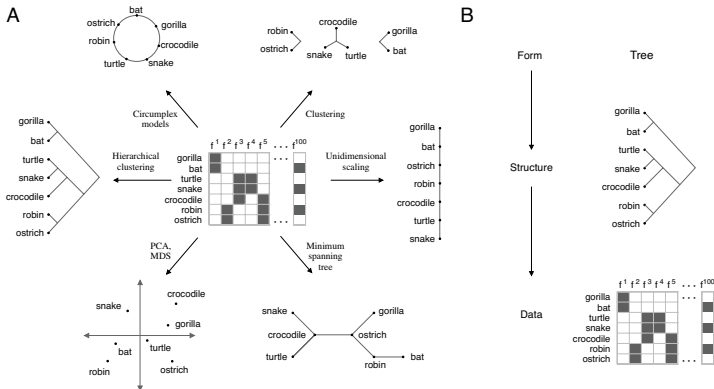 A
B
bat
ostrich
gorilla
robin
crocodile
turtle
snake
crocodile
robin
gorilla
ostrich
bat
snake
turtle
Circumplex
models
Clustering
gorilla
bat
turtle
snake
crocodile
robin
ostrich
Hierarchical
clustering
f1 f2 f3 f4 f5 ... f100
gorilla ...
bat
turtle
snake
crocodile
robin
ostrich ...
Unidimensional
scaling
gorilla
bat
ostrich
robin
crocodile
turtle
snake
PCA,
MDS
Minimum
spanning
tree
snake
crocodile
gorilla
bat
turtle
robin
ostrich
snake
gorilla
crocodile
ostrich
turtle
robin
bat
Form
Tree
Structure
gorilla
bat
turtle
snake
crocodile
robin
ostrich
Data
f1 f2 f3 f4 f5 ... f100
gorilla ...
bat
turtle
snake
crocodile
robin
ostrich ...